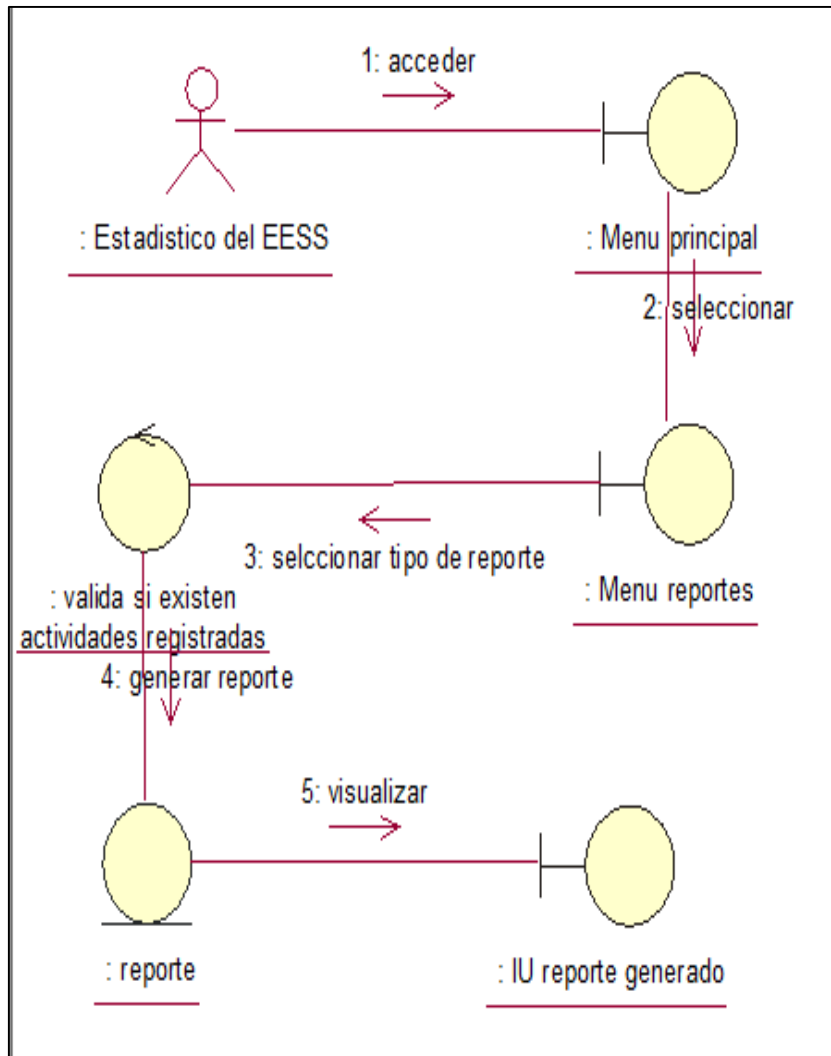 1: acceder
: Estadistico del EESS
: Menu principal
2: seleccionar
3: selccionar tipo de reporte
: Menu reportes
: valida si existen
actividades registradas
4: generar reporte
5: visualizar
: reporte
: IU reporte generado